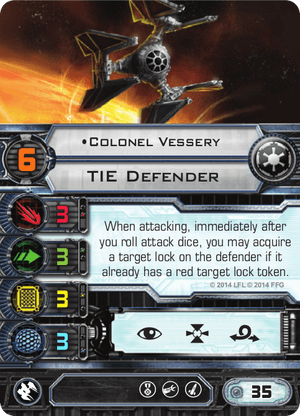 •Colonel Vessery
6
TIE Defender
3
3
3
3
When attacking, immediately after
you roll attack dice, you may acquire
a target lock on the defender if it
already has a red target lock token.
© 2014 LFL © 2014 FFG
35